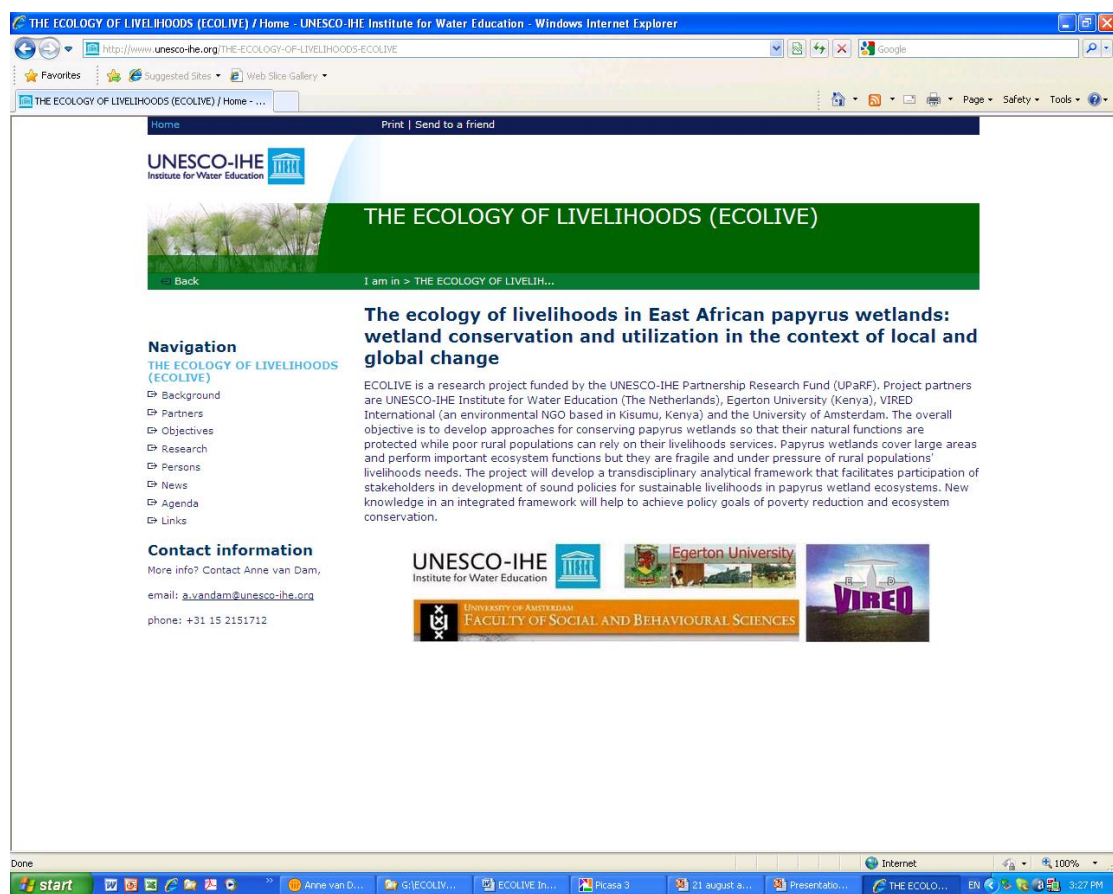 THE ECOLOGY OF LIVELIHOODS (ECOLIVE) / Home - UNESCO-IHE Institute for Water Education - Windows Internet Explorer
http://www.unesco-ihe.org/THE-ECOLOGY-OF-LIVELIHOODS-ECOLIVE
Google
Favorites Suggested Sites Web Slice Gallery
THE ECOLOGY OF LIVELIHOODS (ECOLIVE) / Home - ...
Page Safety Tools
Home Print | Send to a friend
UNESCO-IHE
Institute for Water Education
THE ECOLOGY OF LIVELIHOODS (ECOLIVE)
Back I am in > THE ECOLOGY OF LIVELIH...
The ecology of livelihoods in East African papyrus wetlands:
wetland conservation and utilization in the context of local and
global change
ECOLIVE is a research project funded by the UNESCO-IHE Partnership Research Fund (UPaRF). Project partners
are UNESCO-IHE Institute for Water Education (The Netherlands), Egerton University (Kenya), VIRED
International (an environmental NGO based in Kisumu, Kenya) and the University of Amsterdam. The overall
objective is to develop approaches for conserving papyrus wetlands so that their natural functions are
protected while poor rural populations can rely on their livelihoods services. Papyrus wetlands cover large areas
and perform important ecosystem functions but they are fragile and under pressure of rural populations'
livelihoods needs. The project will develop a transdisciplinary analytical framework that facilitates participation of
stakeholders in development of sound policies for sustainable livelihoods in papyrus wetland ecosystems. New
knowledge in an integrated framework will help to achieve policy goals of poverty reduction and ecosystem
conservation.
Navigation
THE ECOLOGY OF LIVELIHOODS
(ECOLIVE)
Background
Partners
Objectives
Research
Persons
News
Agenda
Links
Contact information
More info? Contact Anne van Dam,
email: a.vandam@unesco-ihe.org
phone: +31 15 2151712
UNESCO-IHE
Institute for Water Education
Egerton University
UNIVERSITY OF AMSTERDAM
FACULTY OF SOCIAL AND BEHAVIOURAL SCIENCES
VIRED
Done Internet 100%
start Anne van D... G:\ECOLIV... ECOLIVE In... Picasa 3 21 august a... Presentatio... THE ECOLO... EN 3:27 PM